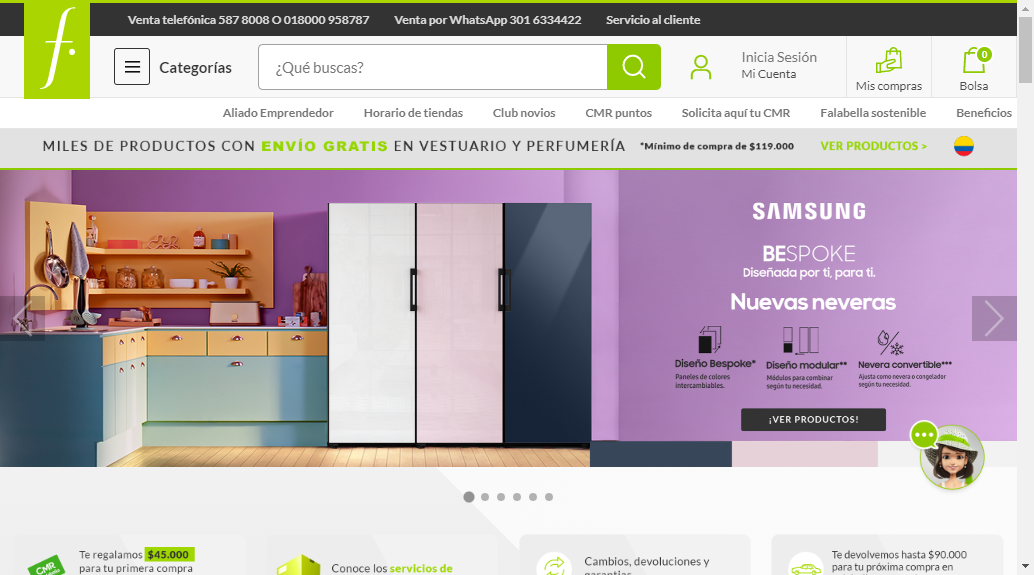 Venta telefónica 587 8008 O 018000 958787 Venta por WhatsApp 301 6334422 Servicio al cliente
f.
Categorías
¿Qué buscas?
Inicia Sesión
Mi Cuenta
Mis compras
0
Bolsa
Aliado Emprendedor Horario de tiendas Club novios CMR puntos Solicita aquí tu CMR Falabella sostenible Beneficios
MILES DE PRODUCTOS CON ENVÍO GRATIS EN VESTUARIO Y PERFUMERÍA *Mínimo de compra de $119.000 VER PRODUCTOS >
SAMSUNG
BESPOKE
Diseñada por ti, para ti.
Nuevas neveras
Diseño Bespoke*
Paneles de colores
intercambiables.
Diseño modular**
Módulos para combinar
según tu necesidad.
Nevera convertible***
Ajusta como nevera o congelador
según tu necesidad.
¡VER PRODUCTOS!
CMR
Te regalamos $45.000
para tu primera compra
Conoce los servicios de
Cambios, devoluciones y
garantías
Te devolvemos hasta $90.000
para tu próxima compra en